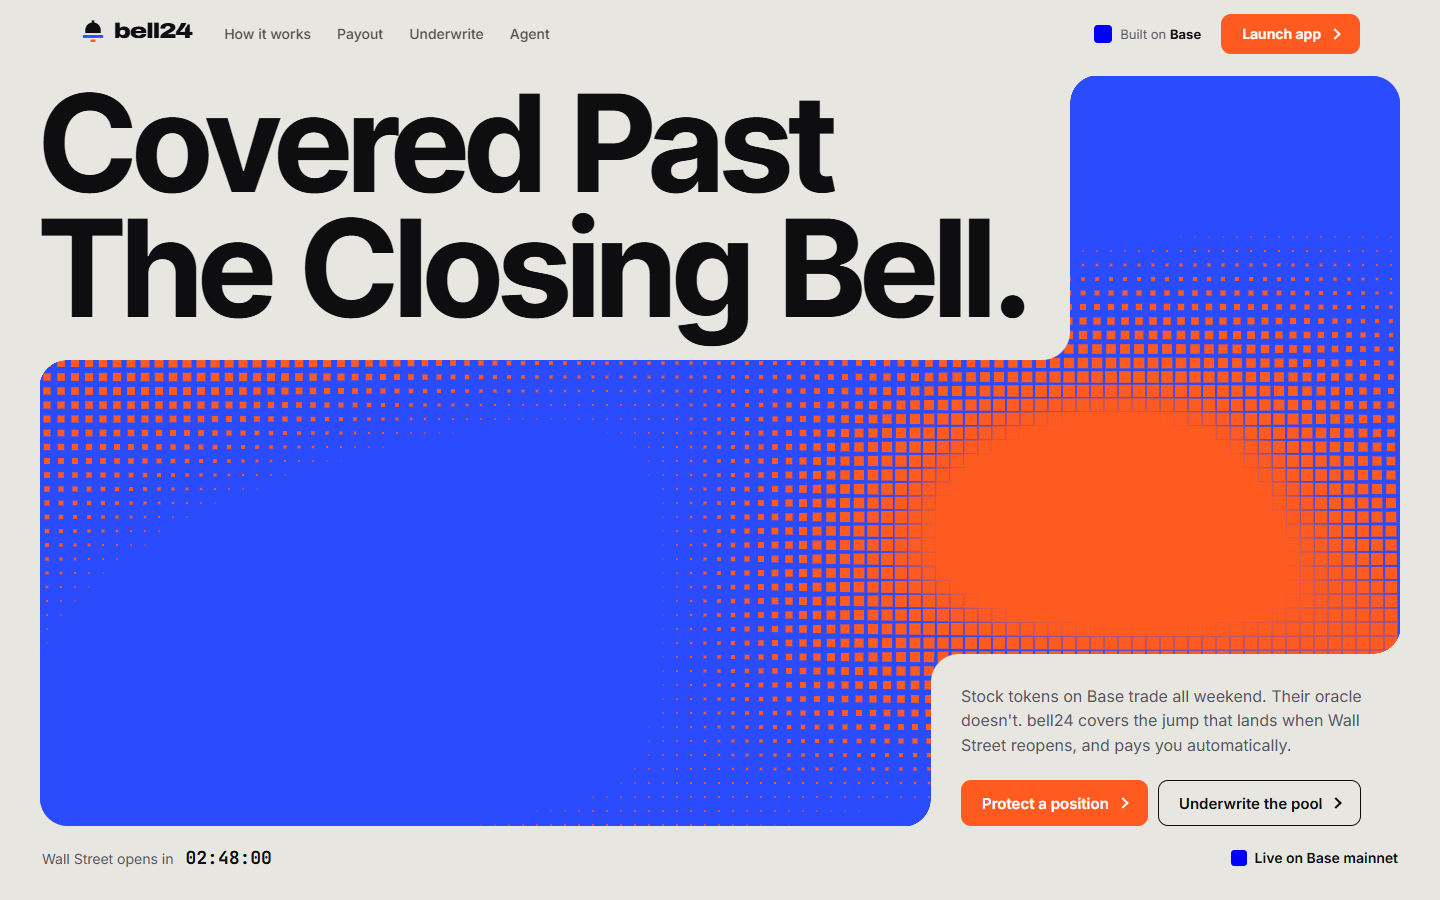 bell24
How it works
Payout
Underwrite
Agent
Built on Base
Launch app
Covered Past
The Closing Bell.
Stock tokens on Base trade all weekend. Their oracle
doesn't. bell24 covers the jump that lands when Wall
Street reopens, and pays you automatically.
Protect a position
Underwrite the pool
Wall Street opens in 02:48:00
Live on Base mainnet